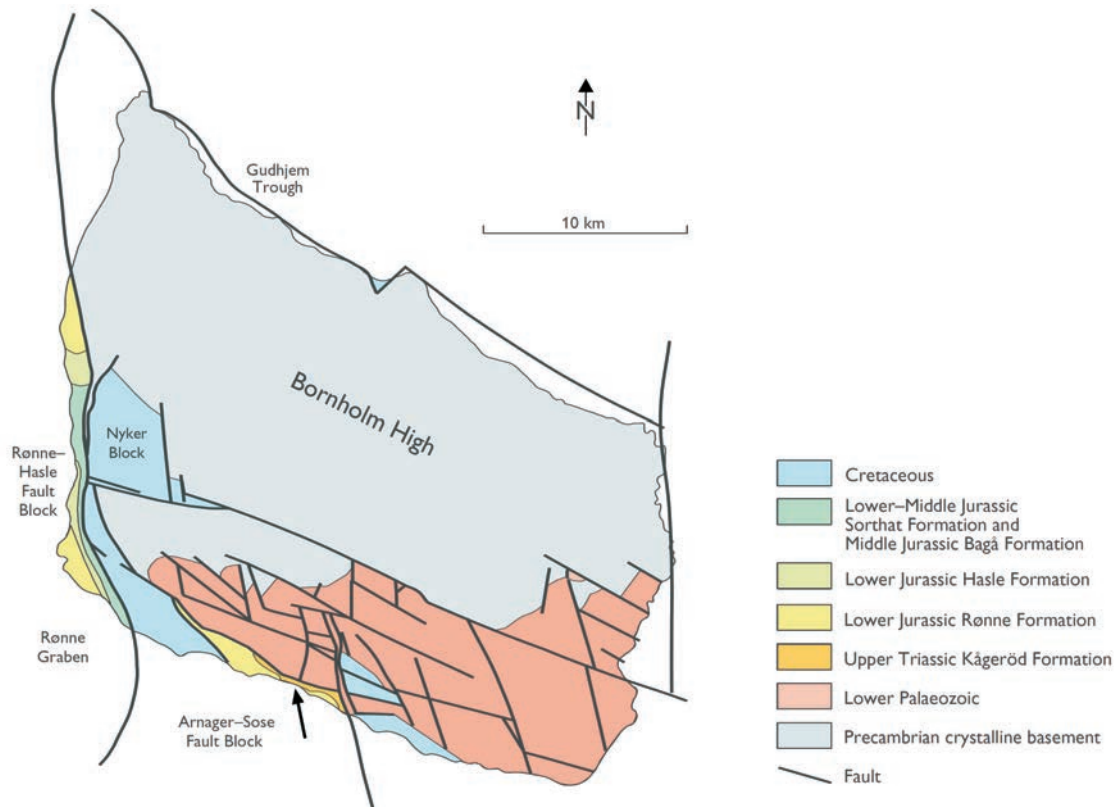 N
Gudhjem
Trough
10 km
Bornholm High
Nyker
Block
Rønne–
Hasle
Fault
Block
Rønne
Graben
Arnager–Sose
Fault Block
Cretaceous
Lower–Middle Jurassic
Sorthat Formation and
Middle Jurassic Bagå Formation
Lower Jurassic Hasle Formation
Lower Jurassic Rønne Formation
Upper Triassic Kågeröd Formation
Lower Palaeozoic
Precambrian crystalline basement
Fault